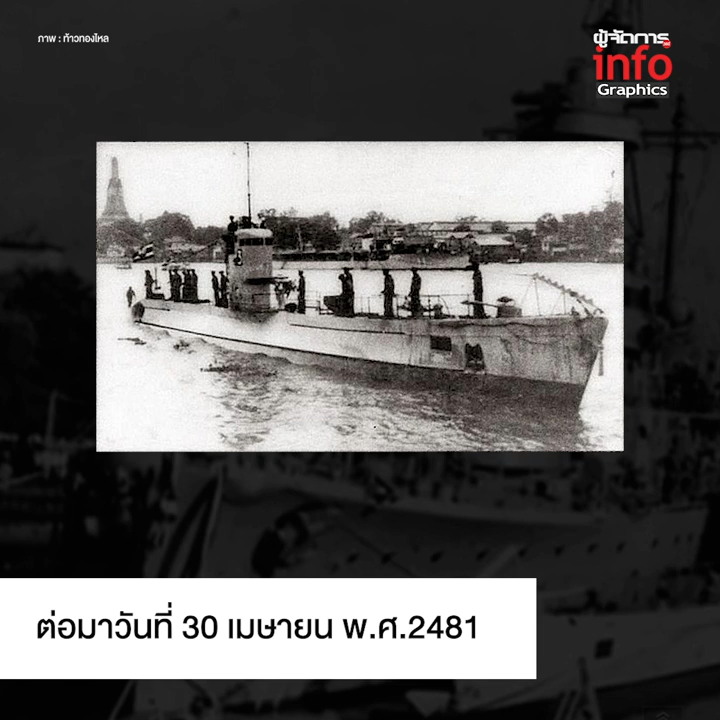 ภาพ : ท้าวทองไหล
ผู้จัดการ
360
info
Graphics
ต่อมาวันที่ 30 เมษายน พ.ศ.2481